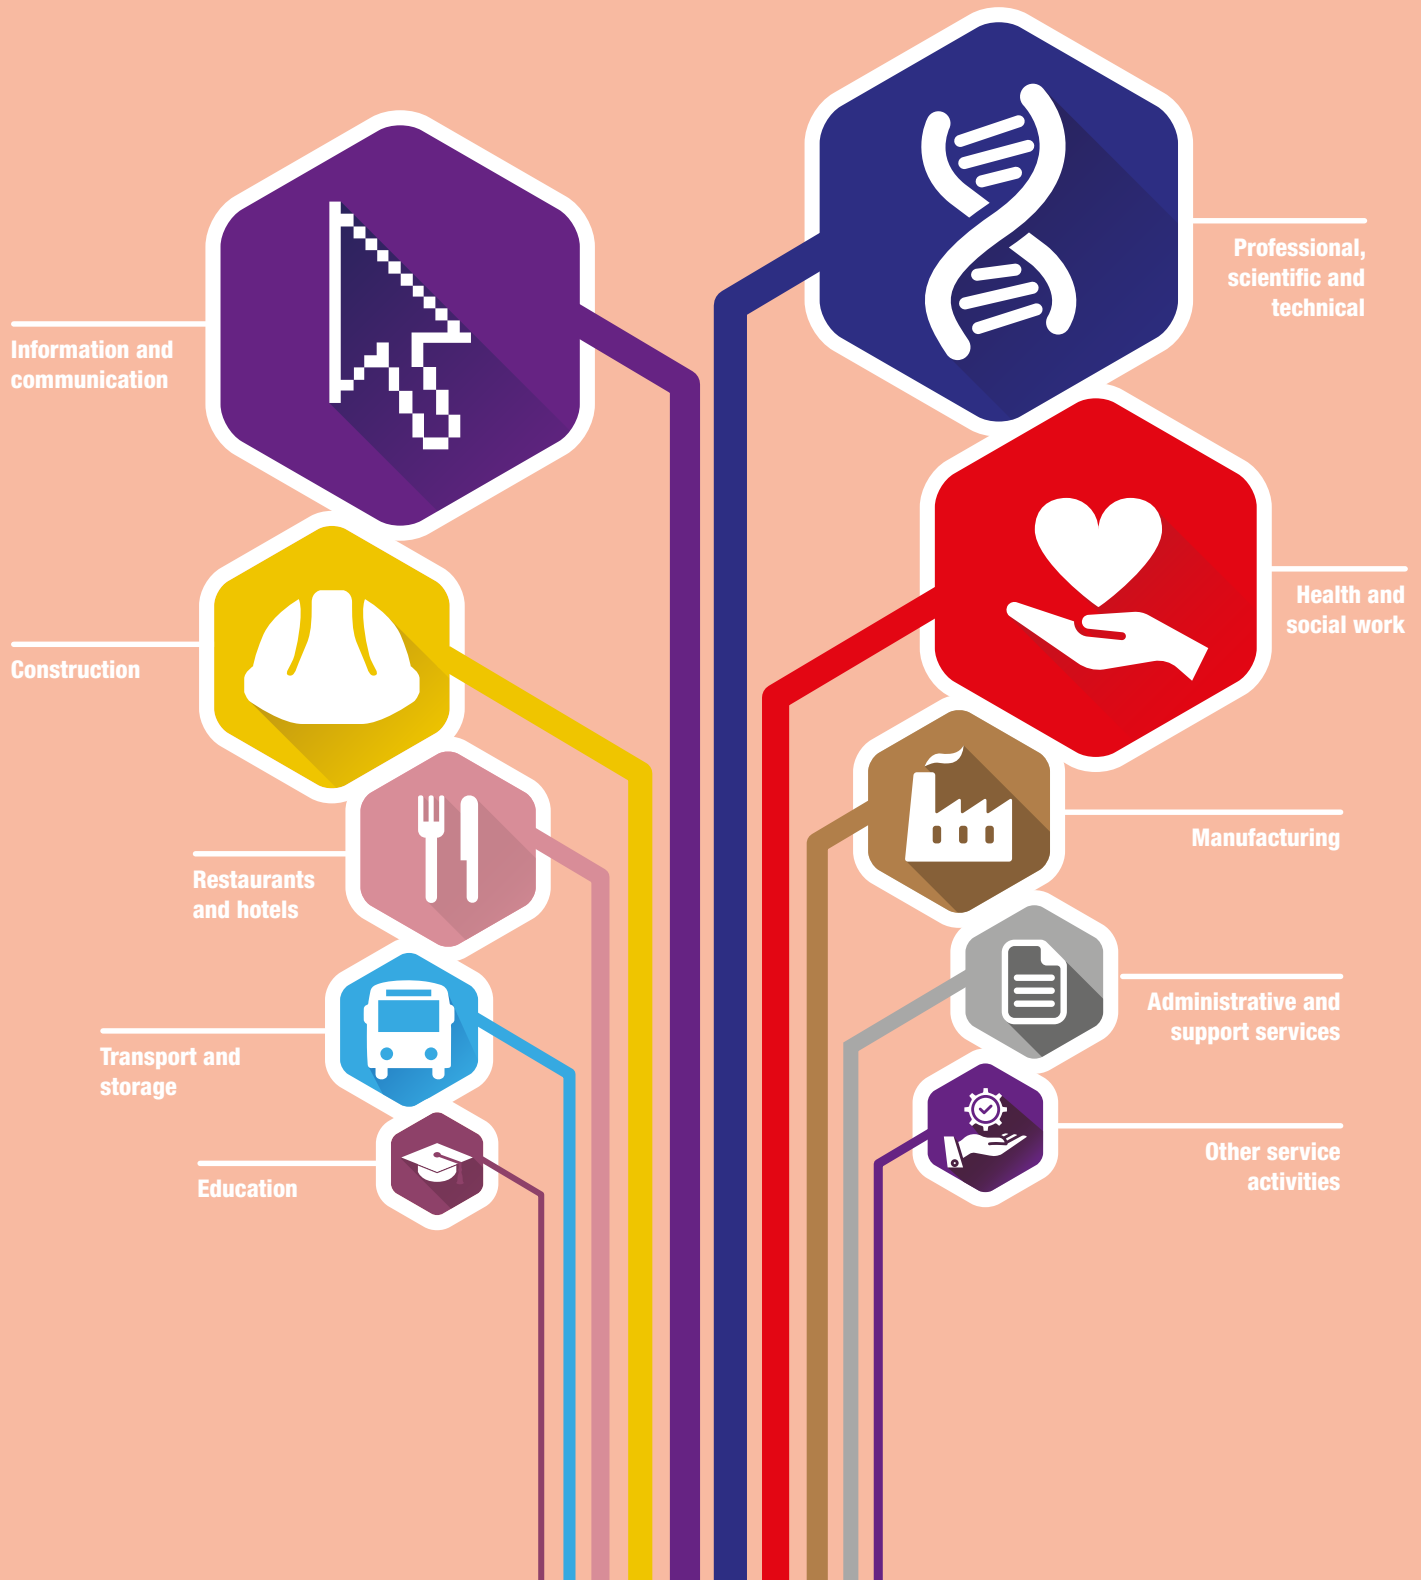 Professional,
scientific and
technical
Information and
communication
Health and
social work
Construction
Manufacturing
Restaurants
and hotels
Administrative and
support services
Transport and
storage
Other service
activities
Education